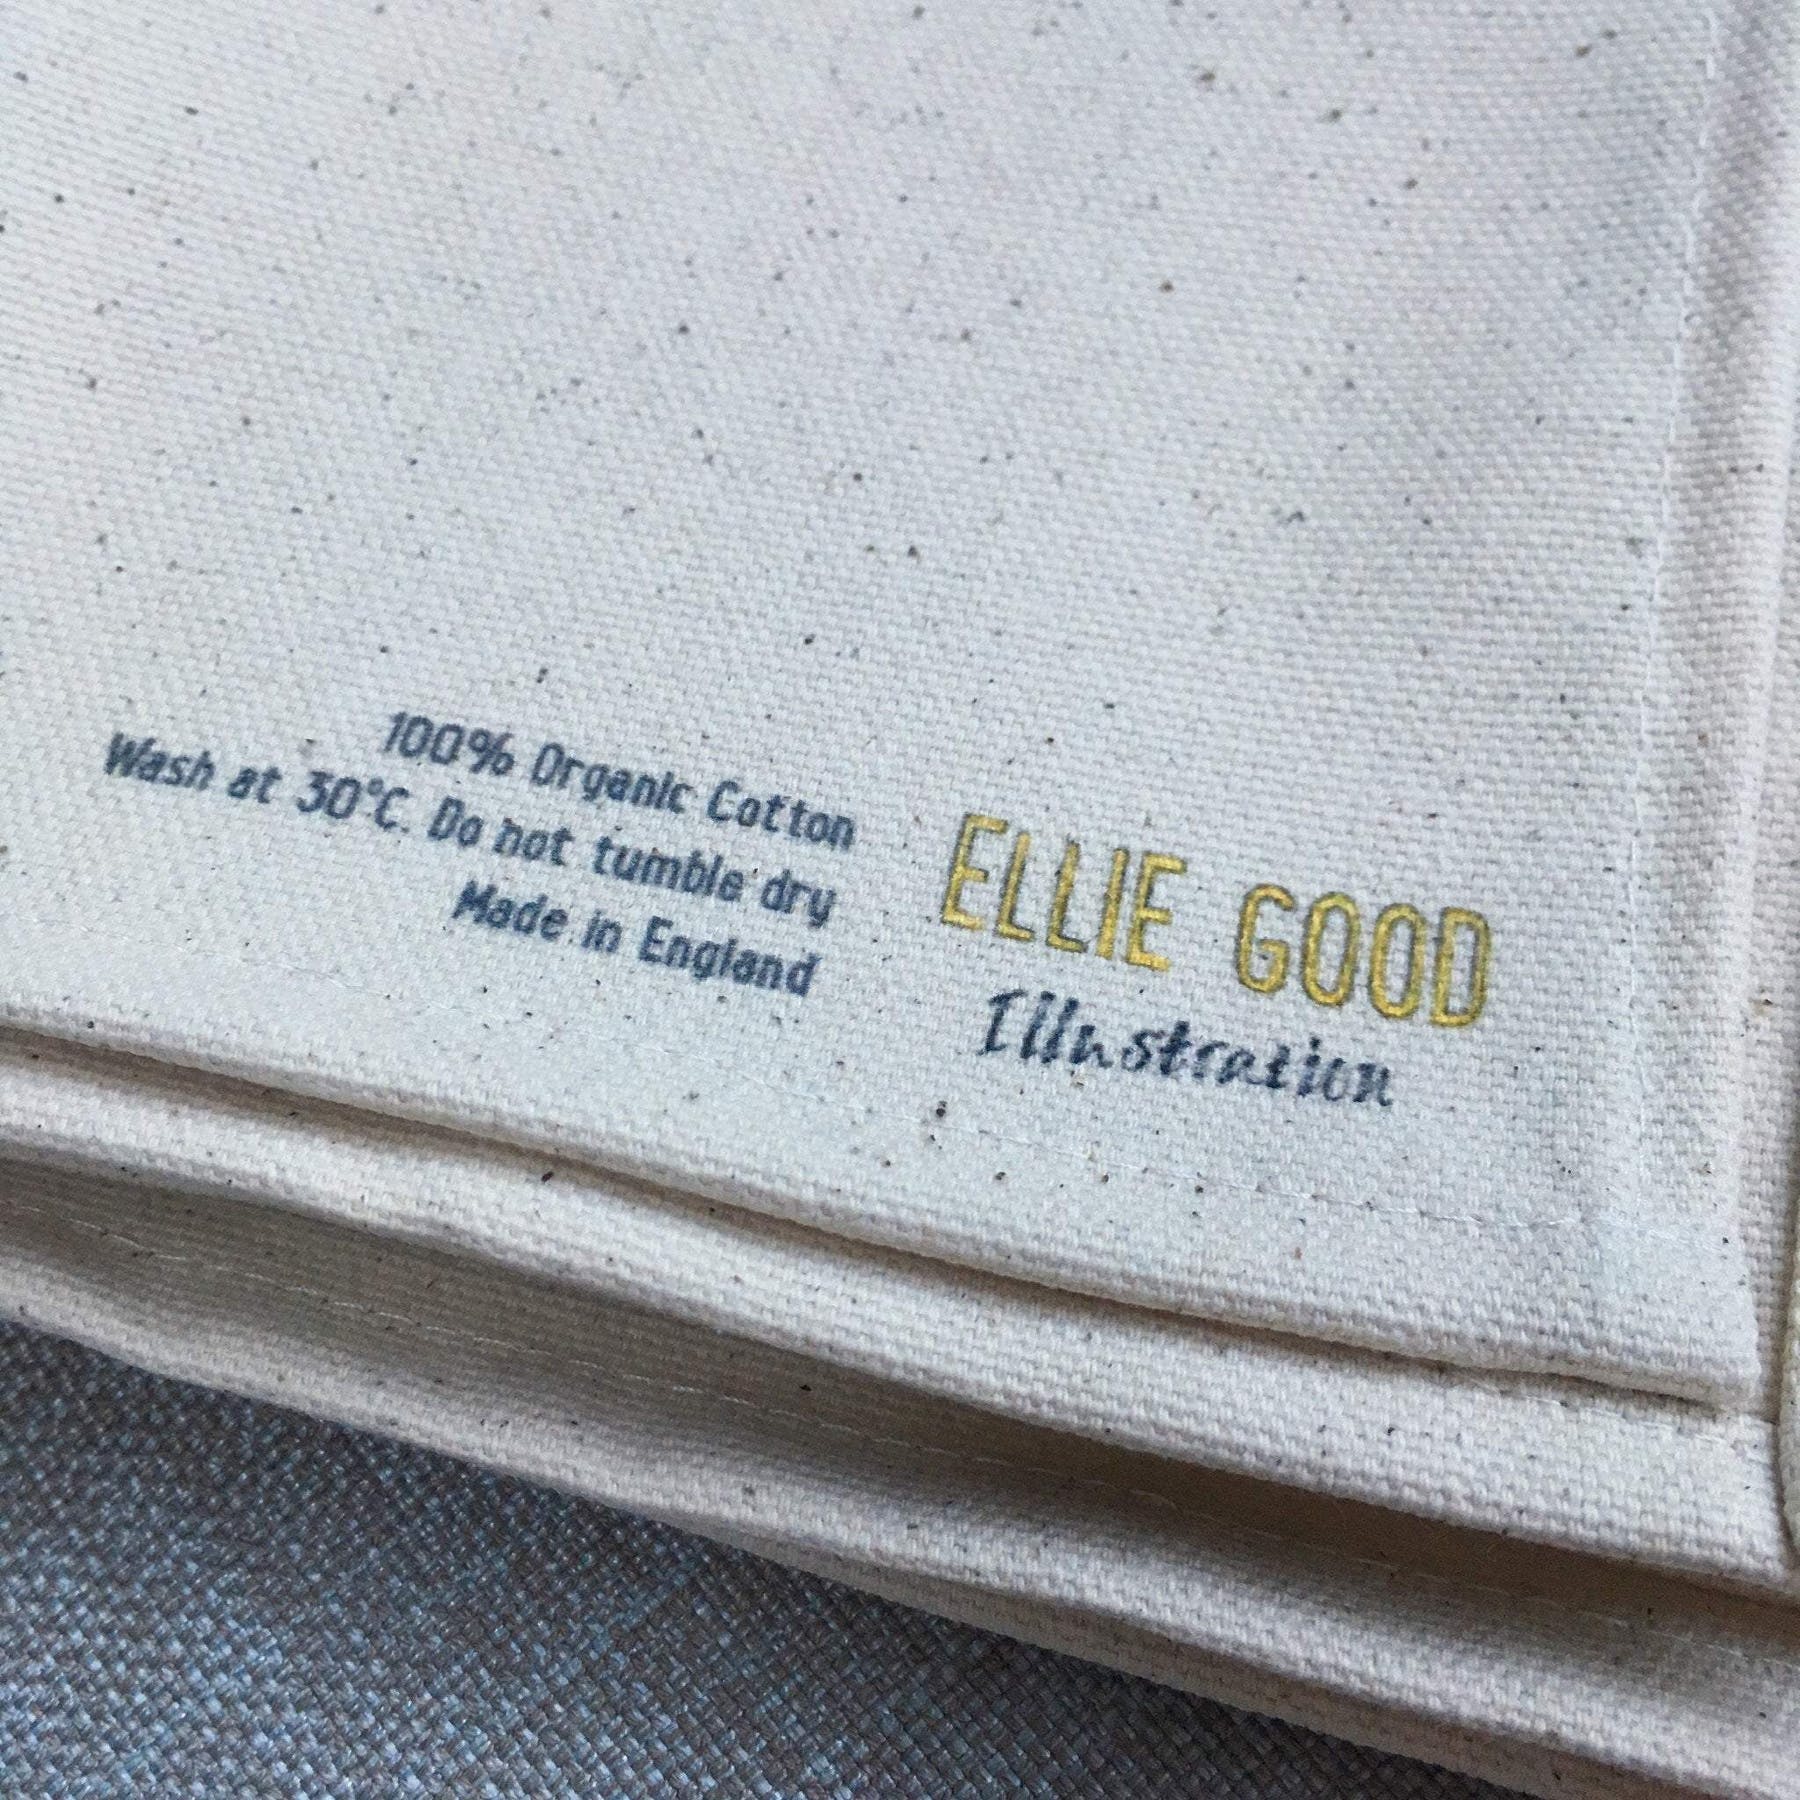 100% Organic Cotton
Wash at 30°C. Do not tumble dry
Made in England
ELLIE GOOD
Illustration